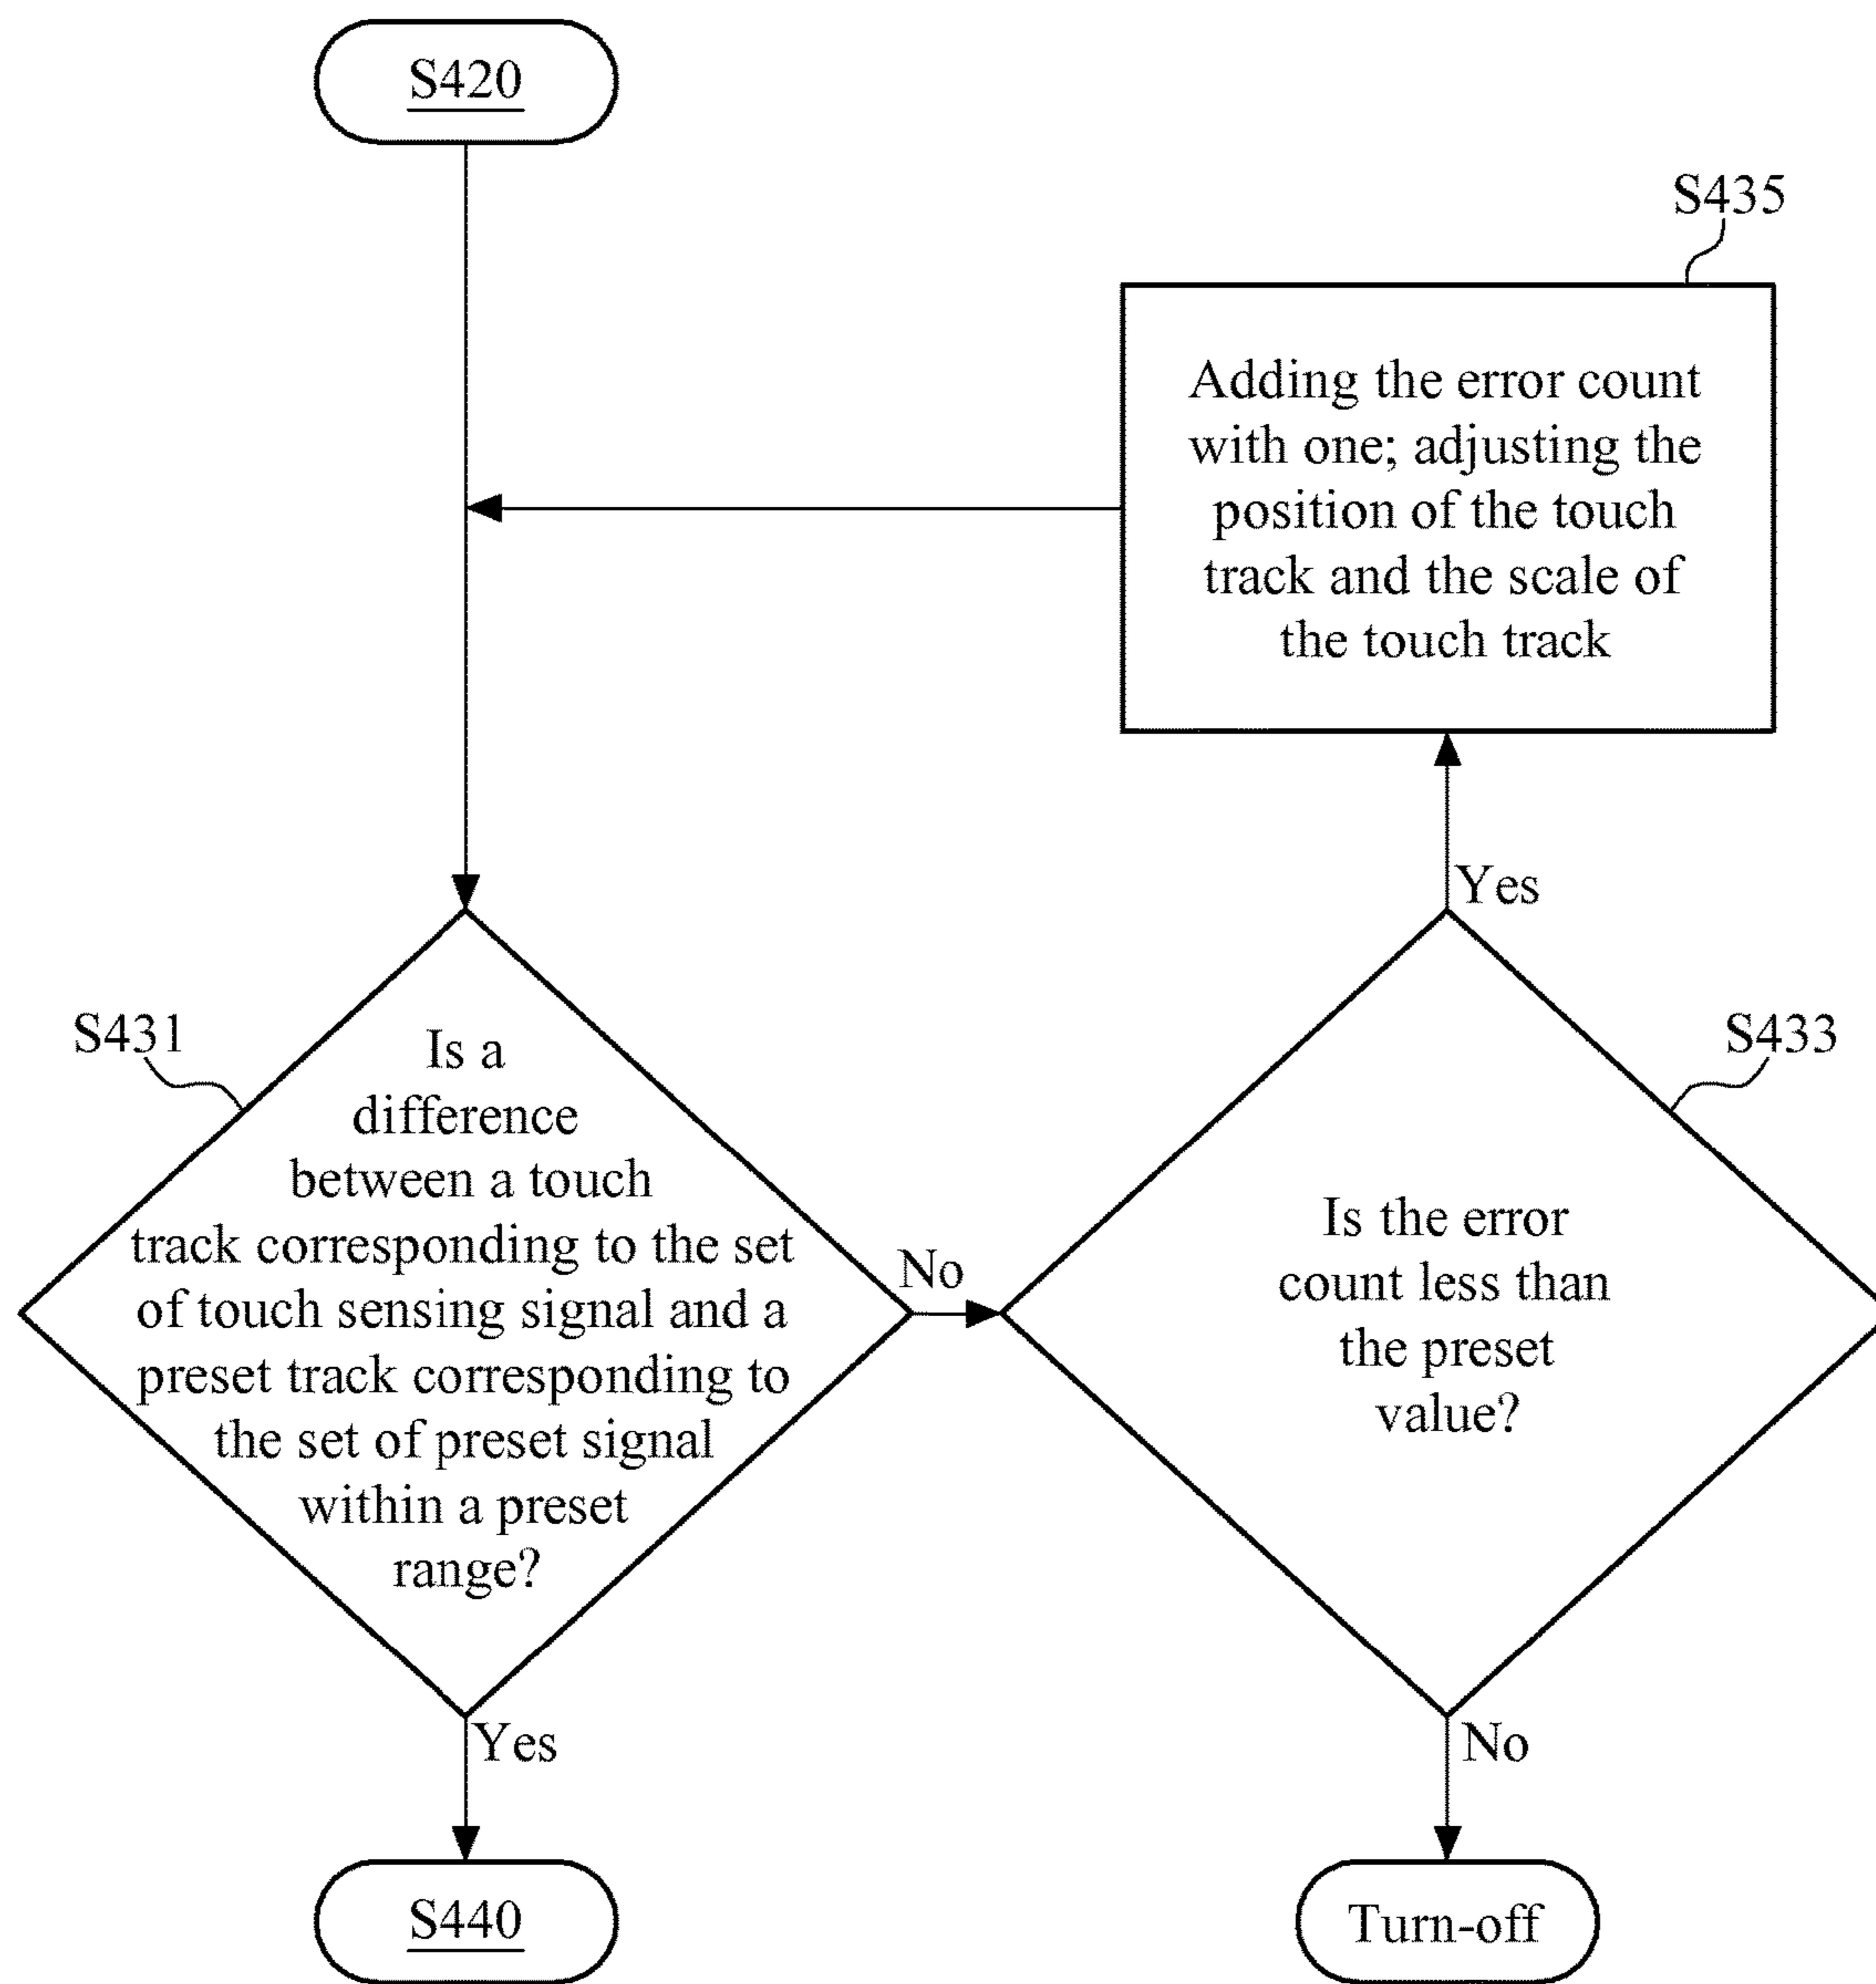 S420
S435
Adding the error count
with one; adjusting the
position of the touch
track and the scale of
the touch track
Yes
S431
Is a
difference
between a touch
track corresponding to the set
of touch sensing signal and a
preset track corresponding to
the set of preset signal
within a preset
range?
No
S433
Is the error
count less than
the preset
value?
Yes
No
S440
Turn-off